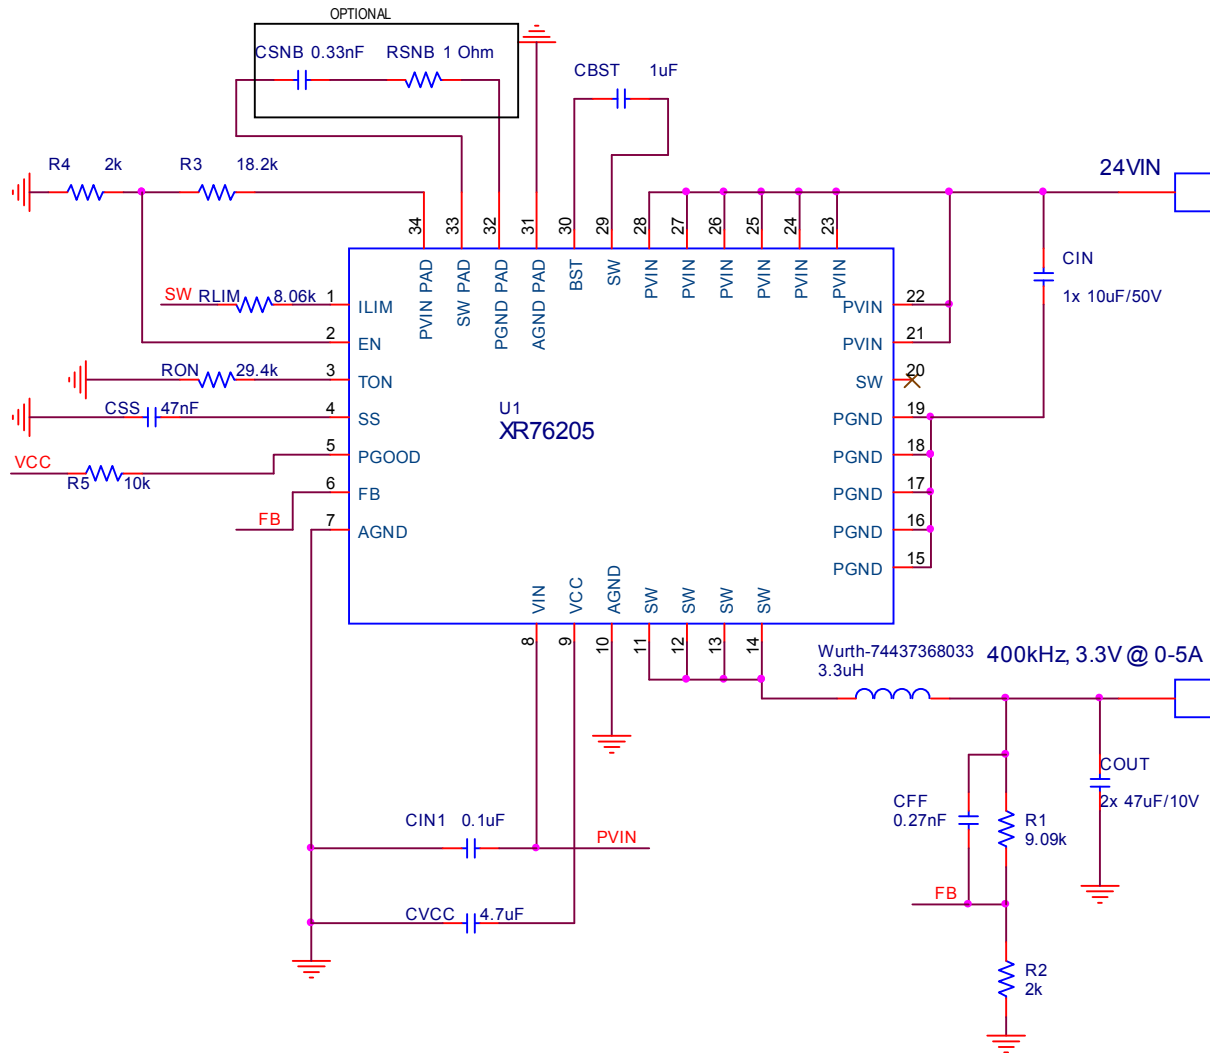 OPTIONAL
CSNB 0.33nF RSNB 1 Ohm
CBST 1uF
R4 2k R3 18.2k
24VIN
34 33 32 31 30 29 28 27 26 25 24 23
PVIN PAD SW PAD PGND PAD AGND PAD BST SW PVIN PVIN PVIN PVIN PVIN PVIN
CIN
1x 10uF/50V
SW RLIM 8.06k 1 ILIM
PVIN 22
2 EN
PVIN 21
RON 29.4k 3 TON
SW 20
CSS 47nF 4 SS
U1
XR76205
PGND 19
VCC
R5 10k 5 PGOOD
PGND 18
FB 6 FB
PGND 17
7 AGND
PGND 16
PGND 15
VIN VCC AGND SW SW SW SW
8 9 10 11 12 13 14
Wurth-74437368033
3.3uH
400kHz, 3.3V @ 0-5A
COUT
2x 47uF/10V
CFF
0.27nF
R1
9.09k
CIN1 0.1uF
PVIN
FB
CVCC 4.7uF
R2
2k